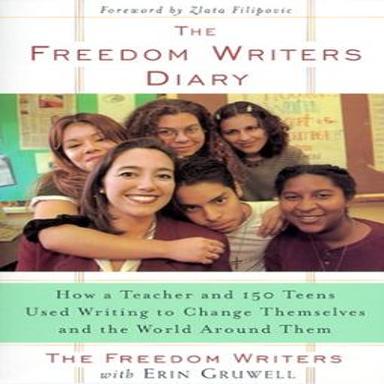 Foreword by Zlata Filipovic
THE
FREEDOM WRITERS
DIARY
How a Teacher and 150 Teens
Used Writing to Change Themselves
and the World Around Them
THE FREEDOM WRITERS
with ERIN GRUWELL